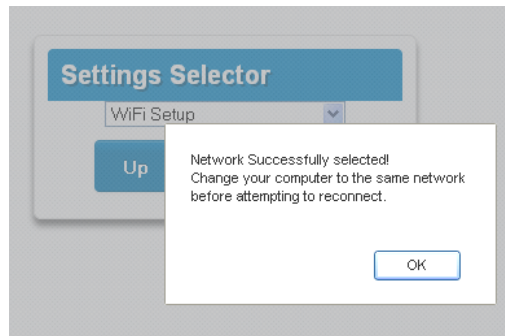 Settings Selector
WiFi Setup
Up
Network Successfully selected!
Change your computer to the same network
before attempting to reconnect.
OK